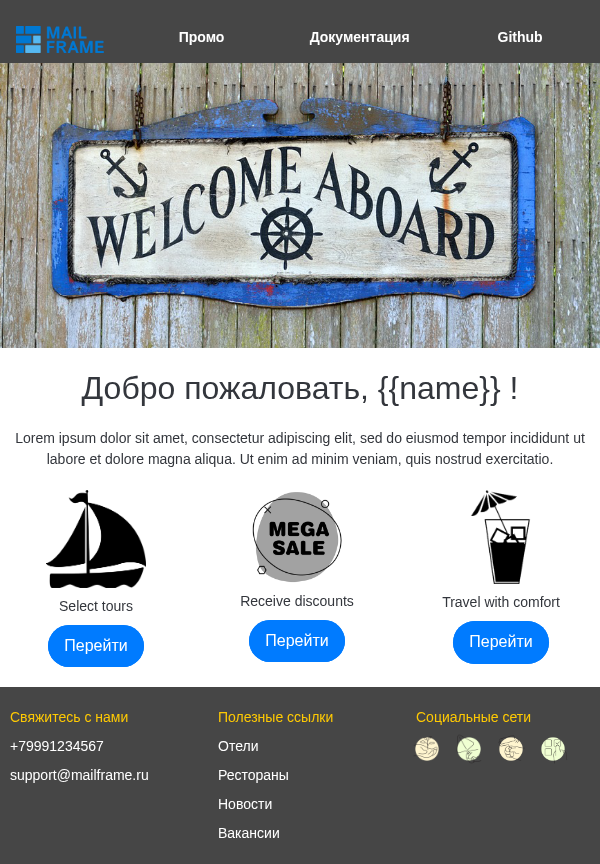 MAIL
FRAME
Промо
Документация
Github
WELCOME ABOARD
Добро пожаловать, {{name}} !
Lorem ipsum dolor sit amet, consectetur adipiscing elit, sed do eiusmod tempor incididunt ut
labore et dolore magna aliqua. Ut enim ad minim veniam, quis nostrud exercitatio.
MEGA
SALE
Select tours
Receive discounts
Travel with comfort
Перейти
Перейти
Перейти
Свяжитесь с нами
+79991234567
support@mailframe.ru
Полезные ссылки
Отели
Рестораны
Новости
Вакансии
Социальные сети